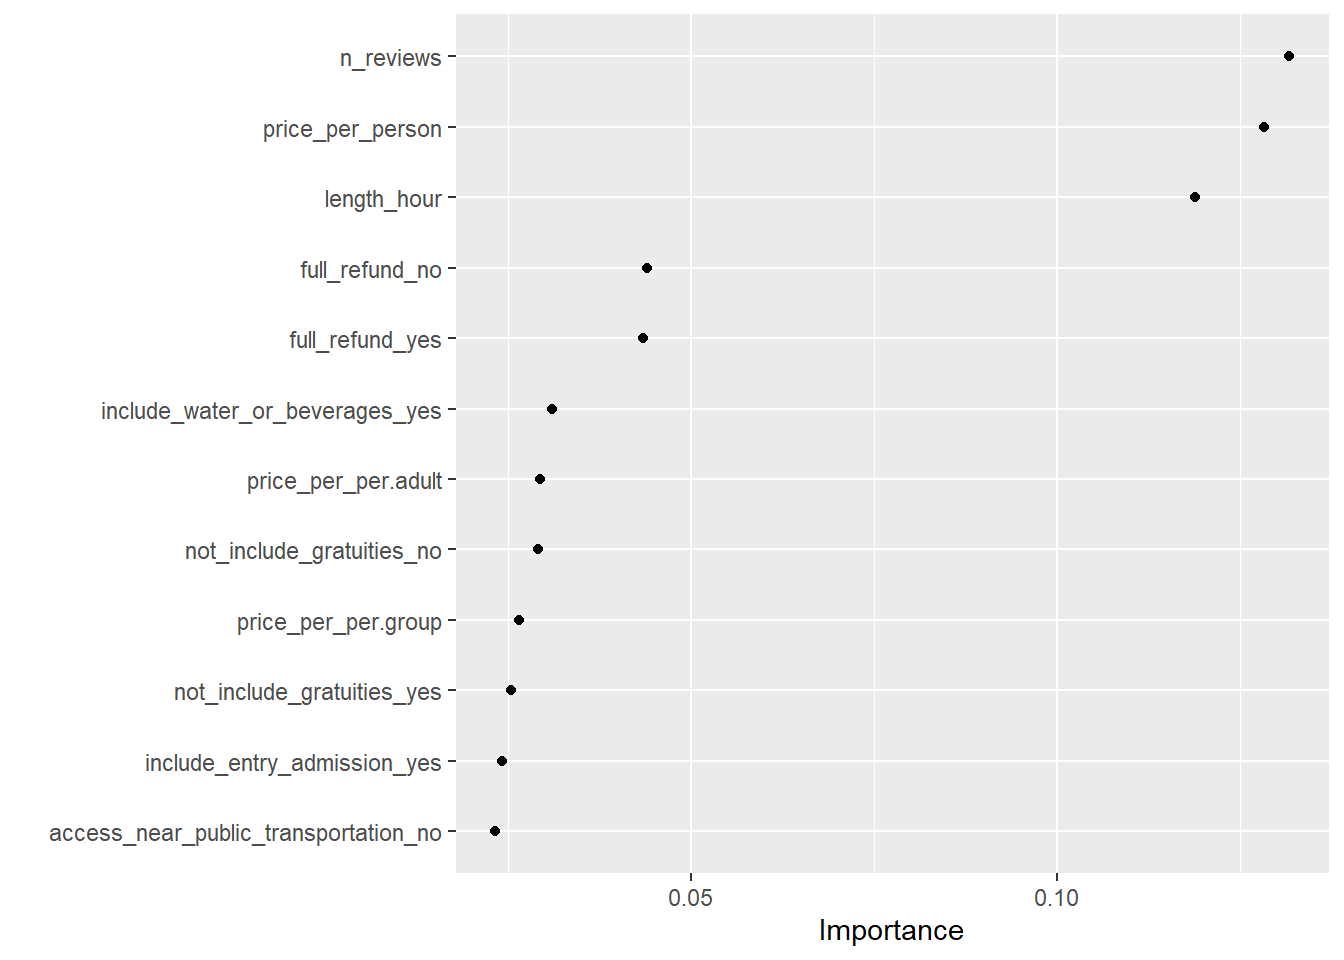 n_reviews
price_per_person
length_hour
full_refund_no
full_refund_yes
include_water_or_beverages_yes
price_per_per.adult
not_include_gratuities_no
price_per_per.group
not_include_gratuities_yes
include_entry_admission_yes
access_near_public_transportation_no
0.05 0.10
Importance